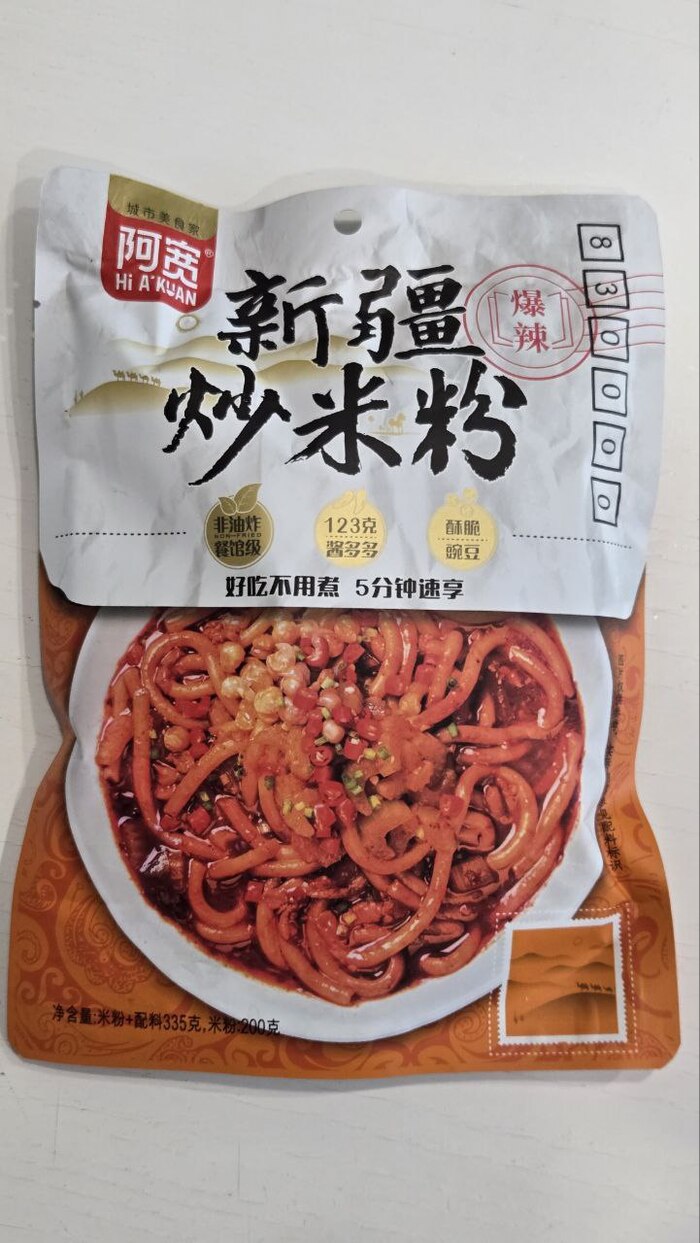 城市美食家
阿宽®
Hi A'KUAN
新疆
炒米粉
爆
辣
830000
非油炸
NON-FRIED
餐馆级
123克
酱多多
酥脆
豌豆
好吃不用煮 5分钟速享
净含量:米粉+配料335克,米粉:200克